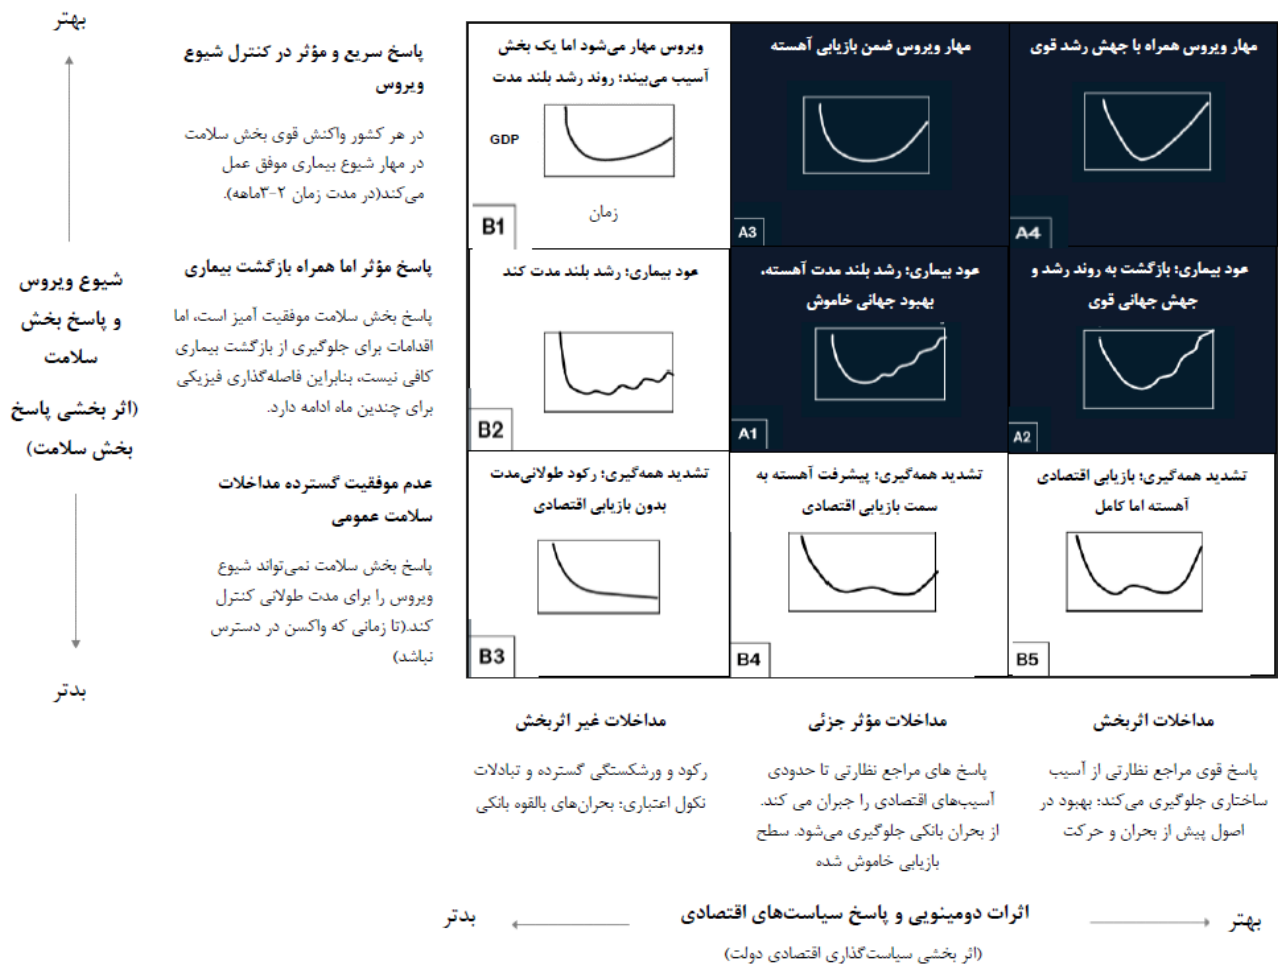 بهتر
شیوع ویروس
و پاسخ بخش
سلامت
(اثر بخشی پاسخ
بخش سلامت)
بدتر
پاسخ سریع و مؤثر در کنترل شیوع
ویروس
در هر کشور واکنش قوی بخش سلامت
در مهار شیوع بیماری موفق عمل
می‌کند(در مدت زمان ۲-۳ماهه).
ویروس مهار می‌شود اما یک بخش
آسیب می‌بیند؛ روند رشد بلند مدت
GDP
زمان
B1
مهار ویروس ضمن بازیابی آهسته
A3
مهار ویروس همراه با جهش رشد قوی
A4
پاسخ مؤثر اما همراه بازگشت بیماری
پاسخ بخش سلامت موفقیت آمیز است، اما
اقدامات برای جلوگیری از بازگشت بیماری
کافی نیست، بنابراین فاصله‌گذاری فیزیکی
برای چندین ماه ادامه دارد.
عود بیماری؛ رشد بلند مدت کند
B2
عود بیماری؛ رشد بلند مدت آهسته،
بهبود جهانی خاموش
A1
عود بیماری؛ بازگشت به روند رشد و
جهش جهانی قوی
A2
عدم موفقیت گسترده مداخلات
سلامت عمومی
پاسخ بخش سلامت نمی‌تواند شیوع
ویروس را برای مدت طولانی کنترل
کند.(تا زمانی که واکسن در دسترس
نباشد)
تشدید همه‌گیری؛ رکود طولانی‌مدت
بدون بازیابی اقتصادی
B3
تشدید همه‌گیری؛ پیشرفت آهسته به
سمت بازیابی اقتصادی
B4
تشدید همه‌گیری؛ بازیابی اقتصادی
آهسته اما کامل
B5
مداخلات غیر اثربخش
رکود و ورشکستگی گسترده و تبادلات
نکول اعتباری؛ بحران‌های بالقوه بانکی
مداخلات مؤثر جزئی
پاسخ های مراجع نظارتی تا حدودی
آسیب‌های اقتصادی را جبران می کند.
از بحران بانکی جلوگیری می‌شود. سطح
بازیابی خاموش شده
مداخلات اثربخش
پاسخ قوی مراجع نظارتی از آسیب
ساختاری جلوگیری می‌کند؛ بهبود در
اصول پیش از بحران و حرکت
بهتر
اثرات دومینویی و پاسخ سیاست‌های اقتصادی
بدتر
(اثر بخشی سیاست‌گذاری اقتصادی دولت)